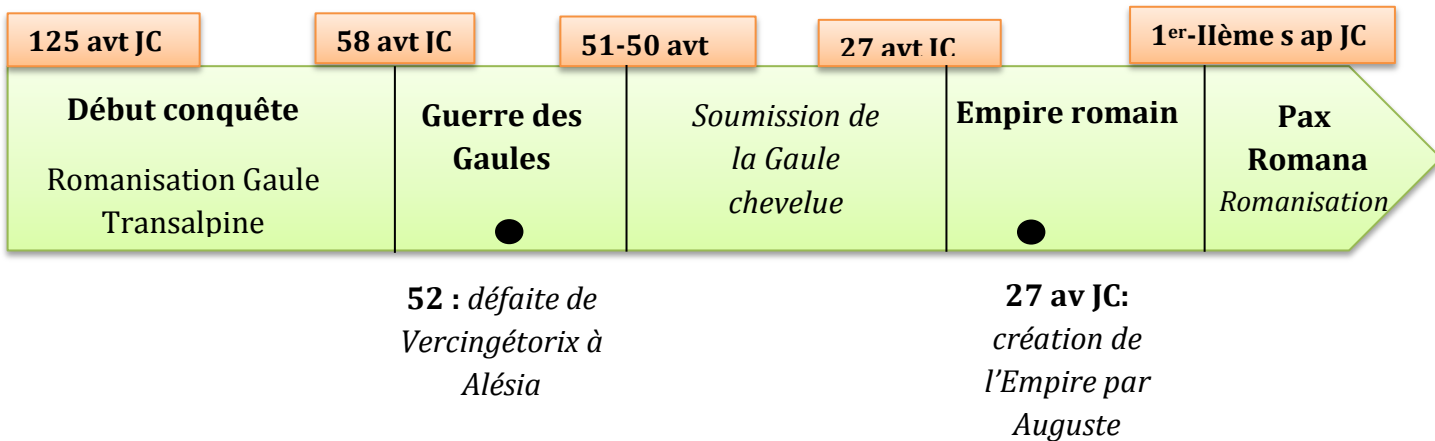 125 avt JC
58 avt JC
51-50 avt
27 avt JC
1er-IIème s ap JC
Début conquête
Romanisation Gaule
Transalpine
Guerre des
Gaules
Soumission de
la Gaule
chevelue
Empire romain
Pax
Romana
Romanisation
52 : défaite de
Vercingétorix à
Alésia
27 av JC:
création de
l’Empire par
Auguste